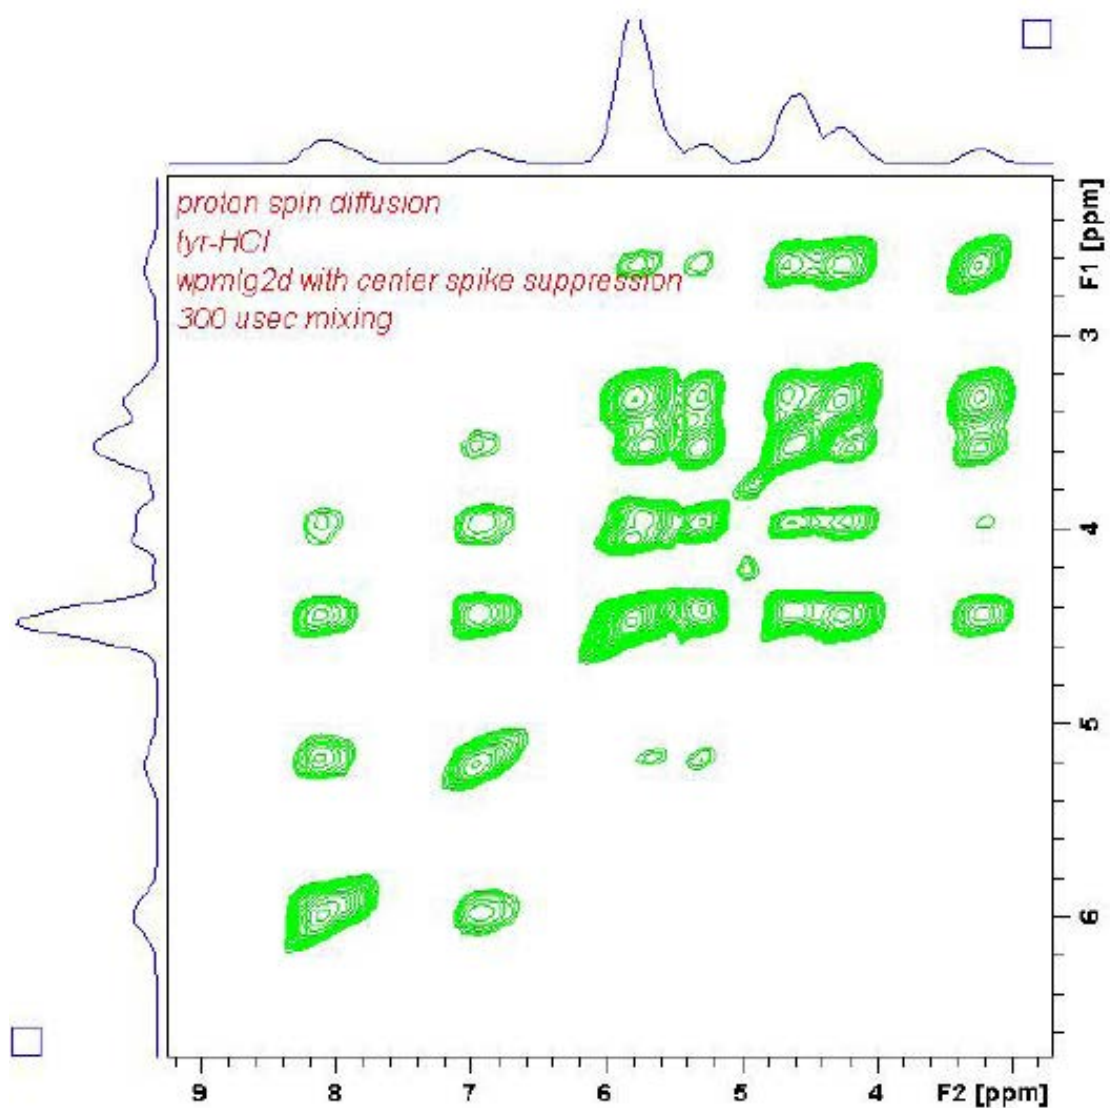 proton spin diffusion
tyr-HCl
wpmlg2d with center spike suppression
300 usec mixing
F1 [ppm]
3
4
5
6
9 8 7 6 5 4 F2 [ppm]